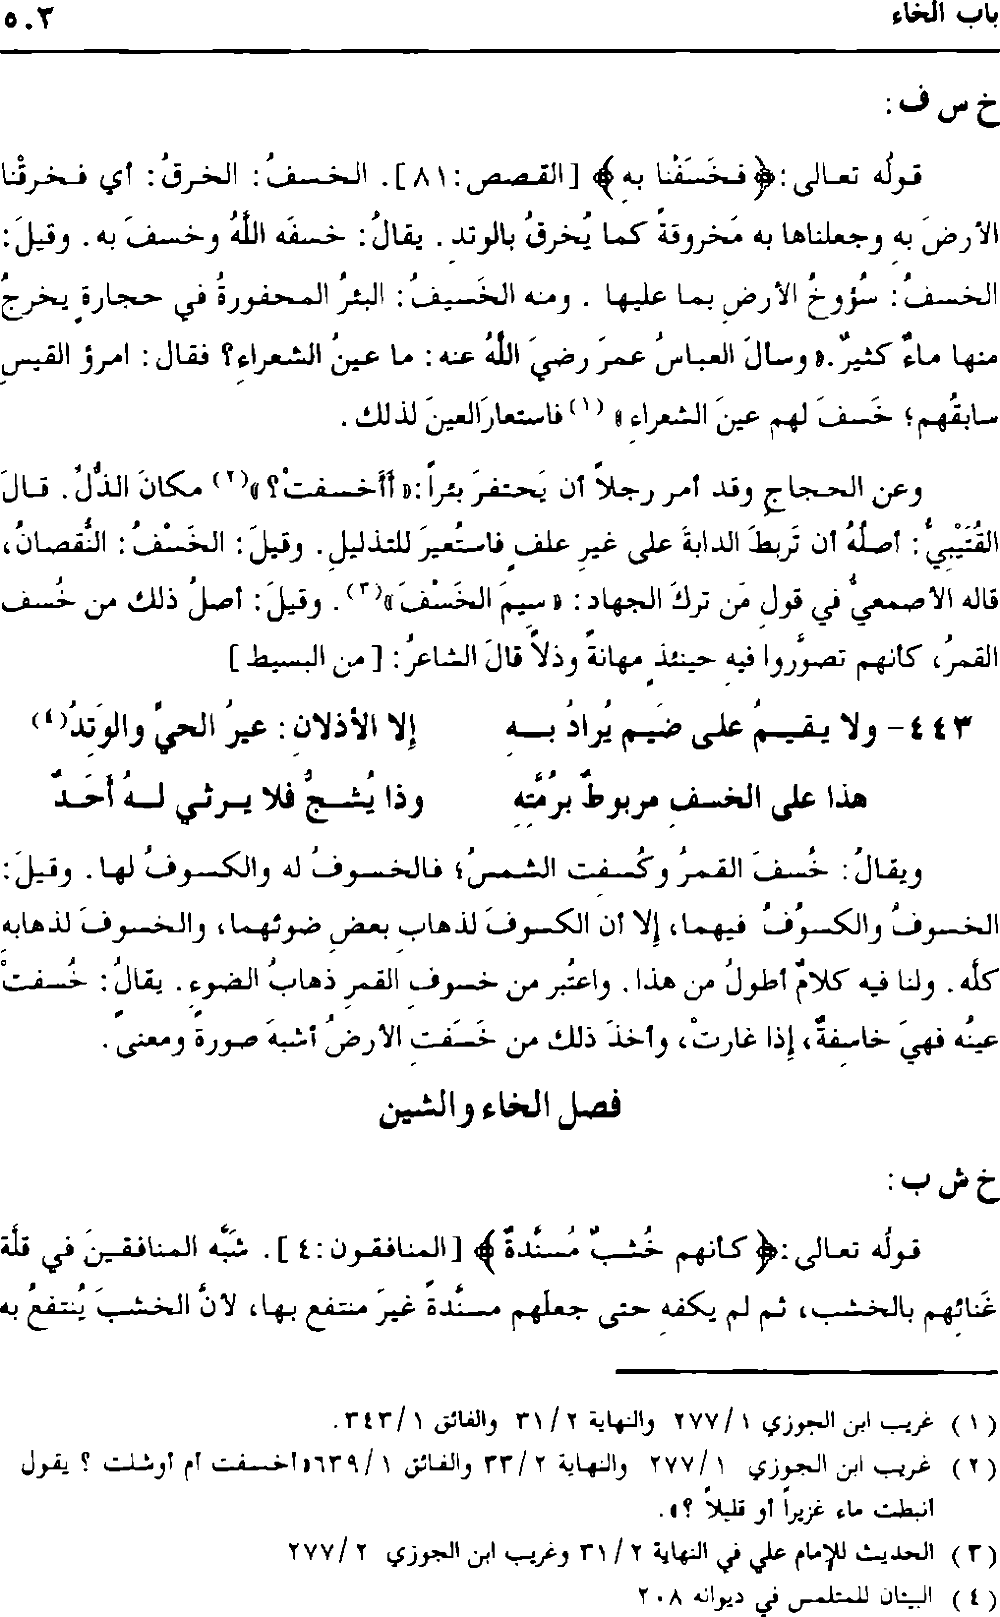 باب الخاء ٥٠٣
خ س ف :
قولُه تعالى: ﴿ فخَسَفْنا بهِ ﴾ [القصص: ٨١]. الخسفُ: الخرقُ: أي فخرقْنا
الأرضَ بهِ وجعلناها به مَخروقةً كما يُخرقُ بالوتدِ. يقالُ: خسفَه اللَّهُ وخسفَ به. وقيلَ:
الخسفُ: سُؤوخُ الأرضِ بما عليها . ومنه الخَسيفُ: البئرُ المحفورةُ في حجارةٍ يخرجُ
منها ماءٌ كثيرٌ. « وسألَ العباسُ عمرَ رضيَ اللَّهُ عنه: ما عينُ الشعراءِ؟ فقال: امرؤ القيسِ
سابقُهم؛ خَسفَ لهم عينَ الشعراءِ » (١) فاستعارَ العينَ لذلك.
وعن الحجاجِ وقد أمر رجلاً أن يَحتفرَ بئراً: « أَأَخسفتْ؟ »(٢) مكانَ الذُّلِّ. قالَ
القُتَيْبيُّ: أصلُهُ أن تَربطَ الدابةَ على غيرِ علفٍ فاستُعيرَ للتذليلِ. وقيلَ: الخَسْفُ: النُّقصانُ،
قاله الأصمعيُّ في قولِ مَن تركَ الجهاد: « سِيمَ الخَسْفَ »(٣). وقيلَ: أصلُ ذلك من خُسف
القمرُ، كأنهم تصوَّروا فيهِ حينئذٍ مهانةً وذلاً قالَ الشاعرُ: [ من البسيط ]
٤٤٣- ولا يقيمُ على ضَيمٍ يُرادُ بهِ إلا الأذلانِ: عيرُ الحيِّ والوَتدُ(٤)
هذا على الخسفِ مربوطٌ برُمَّتِهِ وذا يُشجُّ فلا يرثي لهُ أحَدٌ
ويقالُ: خُسفَ القمرُ وكُسفتِ الشمسُ؛ فالخسوفُ له والكسوفُ لها. وقيلَ:
الخسوفُ والكسوُفُ فيهما، إلا أن الكسوفَ لذهابِ بعضِ ضوئهما، والخسوفَ لذهابِه
كلِّه. ولنا فيه كلامٌ أطولُ من هذا. واعتُبر من خسوفِ القمرِ ذهابُ الضوءِ. يقالُ: خُسفتْ
عينُه فهيَ خاسِفةٌ، إذا غارتْ، وأخذَ ذلك من خَسَفتِ الأرضُ أشبهَ صورةً ومعنى.
فصل الخاء والشين
خ ش ب :
قولُه تعالى: ﴿ كأنهم خُشبٌ مُسنَّدةٌ ﴾ [المنافقون: ٤]. شَبَّه المنافقينَ في قلَّة
غَنائِهم بالخشبِ، ثم لم يكفهِ حتى جعلَهم مسنَّدةً غيرَ منتفعٍ بها، لأنَّ الخشبَ يُنتفعُ به
(١) غريب ابن الجوزي ١/ ٢٧٧ والنهاية ٢/ ٣١ والفائق ١/ ٣٤٣.
(٢) غريب ابن الجوزي ١/ ٢٧٧ والنهاية ٢/ ٣٣ والفائق ١/ ٦٣٩ « أخسفت أم أوشلت ؟ يقول
أنبطت ماء غزيراً أو قليلاً ؟ ».
(٣) الحديث للإمام علي في النهاية ٢/ ٣١ وغريب ابن الجوزي ٢/ ٢٧٧
(٤) البيتان للمتلمس في ديوانه ٢٠٨